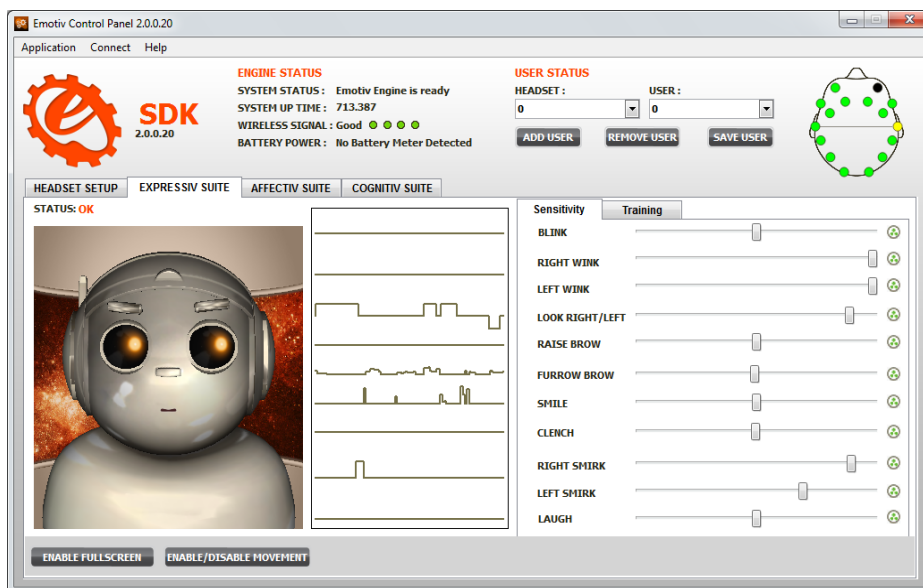 Emotiv Control Panel 2.0.0.20
Application Connect Help
SDK
2.0.0.20
ENGINE STATUS
SYSTEM STATUS : Emotiv Engine is ready
SYSTEM UP TIME : 713.387
WIRELESS SIGNAL : Good
BATTERY POWER : No Battery Meter Detected
USER STATUS
HEADSET : USER :
0 0
ADD USER REMOVE USER SAVE USER
HEADSET SETUP EXPRESSIV SUITE AFFECTIV SUITE COGNITIV SUITE
STATUS: OK
Sensitivity Training
BLINK
RIGHT WINK
LEFT WINK
LOOK RIGHT/LEFT
RAISE BROW
FURROW BROW
SMILE
CLENCH
RIGHT SMIRK
LEFT SMIRK
LAUGH
ENABLE FULLSCREEN ENABLE/DISABLE MOVEMENT